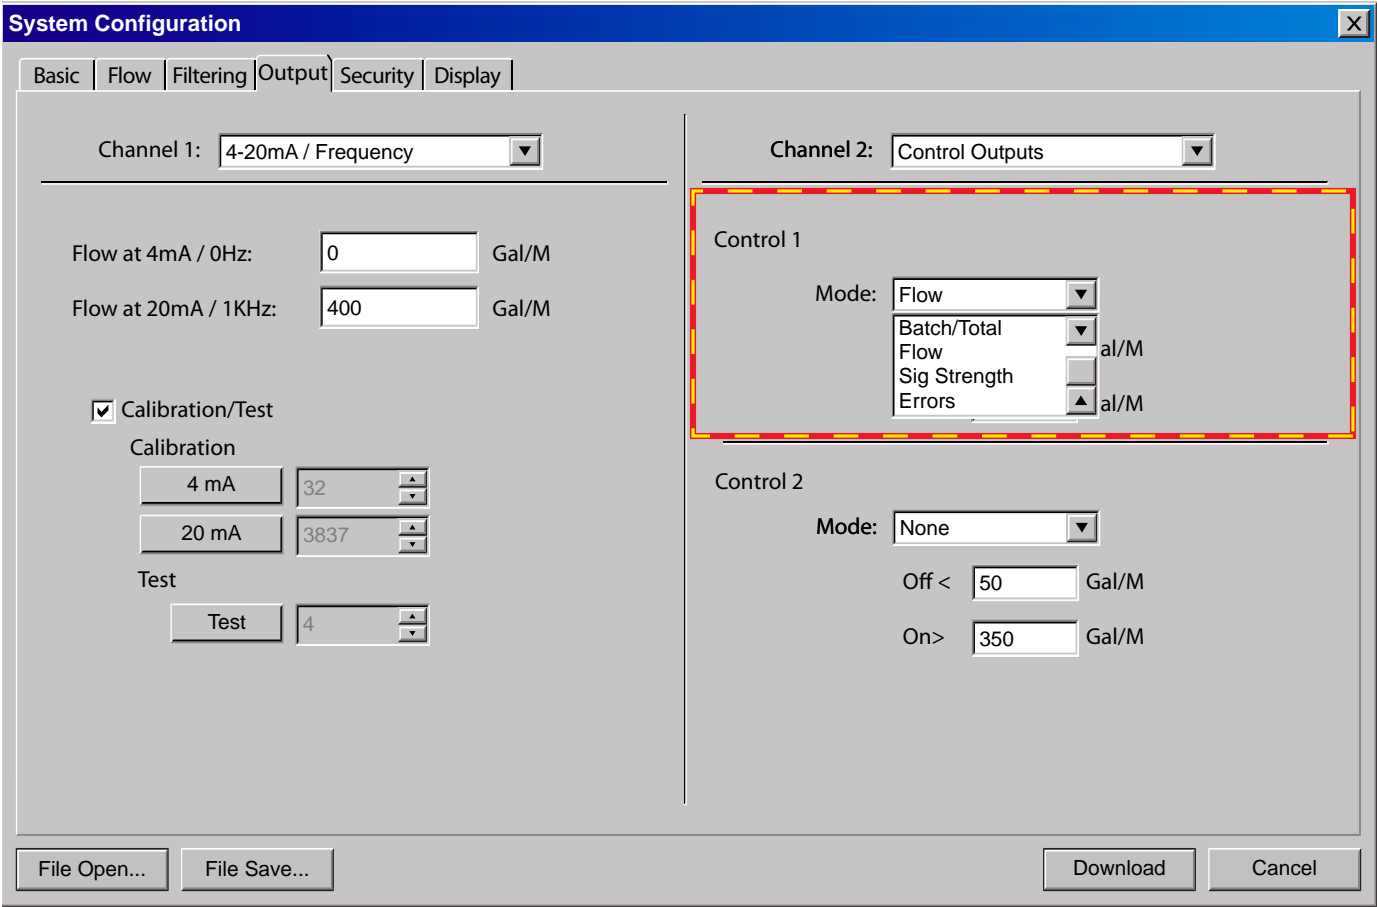 System Configuration
X
Basic Flow Filtering Output Security Display
Channel 1: 4-20mA / Frequency
Flow at 4mA / 0Hz: 0 Gal/M
Flow at 20mA / 1KHz: 400 Gal/M
Calibration/Test
Calibration
4 mA 32
20 mA 3837
Test
Test 4
Channel 2: Control Outputs
Control 1
Mode: Flow
Batch/Total
Flow
al/M
Sig Strength
Errors
al/M
Control 2
Mode: None
Off < 50 Gal/M
On> 350 Gal/M
File Open... File Save... Download Cancel